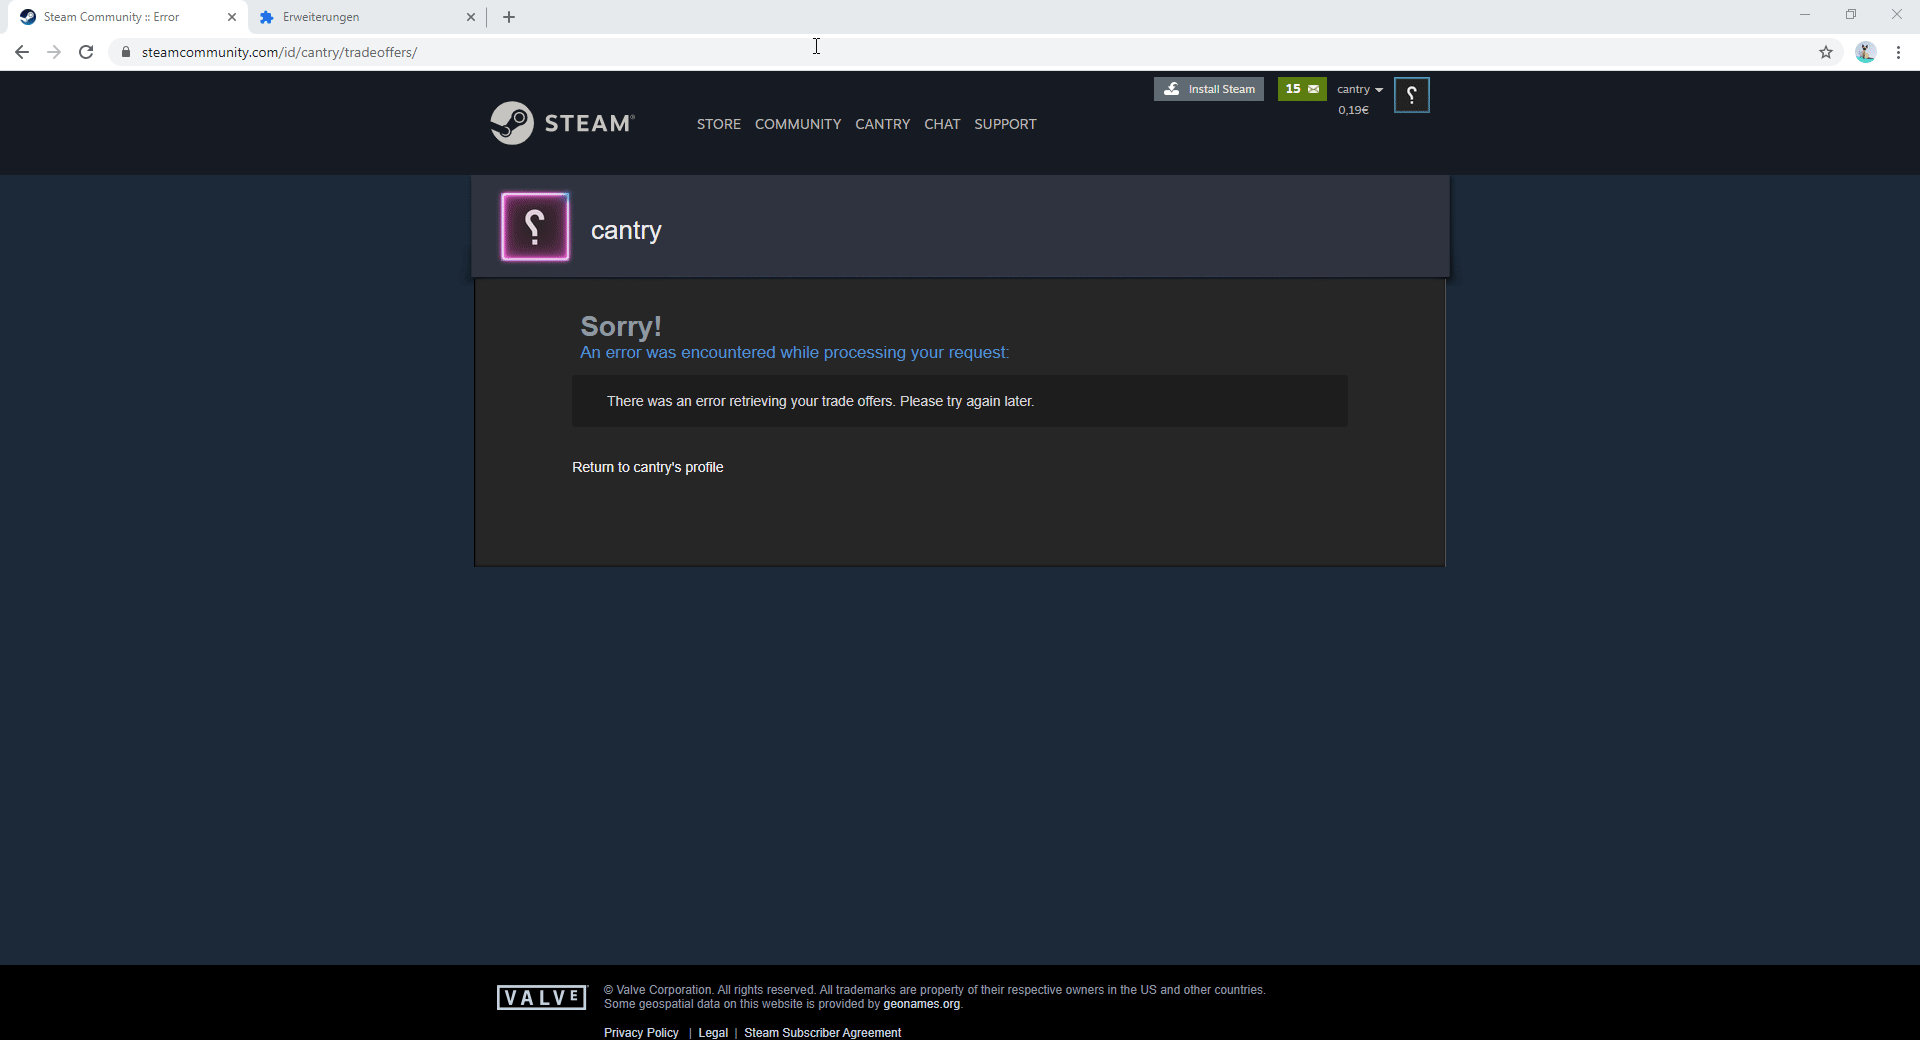 Steam Community :: Error
Erweiterungen
steamcommunity.com/id/cantry/tradeoffers/
Install Steam
15
cantry
0,19€
STEAM®
STORE COMMUNITY CANTRY CHAT SUPPORT
cantry
Sorry!
An error was encountered while processing your request:
There was an error retrieving your trade offers. Please try again later.
Return to cantry's profile
VALVE
© Valve Corporation. All rights reserved. All trademarks are property of their respective owners in the US and other countries.
Some geospatial data on this website is provided by geonames.org.
Privacy Policy | Legal | Steam Subscriber Agreement